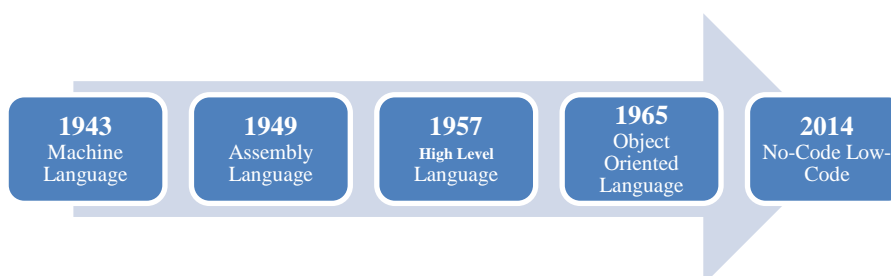 1943
Machine
Language
1949
Assembly
Language
1957
High Level
Language
1965
Object
Oriented
Language
2014
No-Code Low-
Code